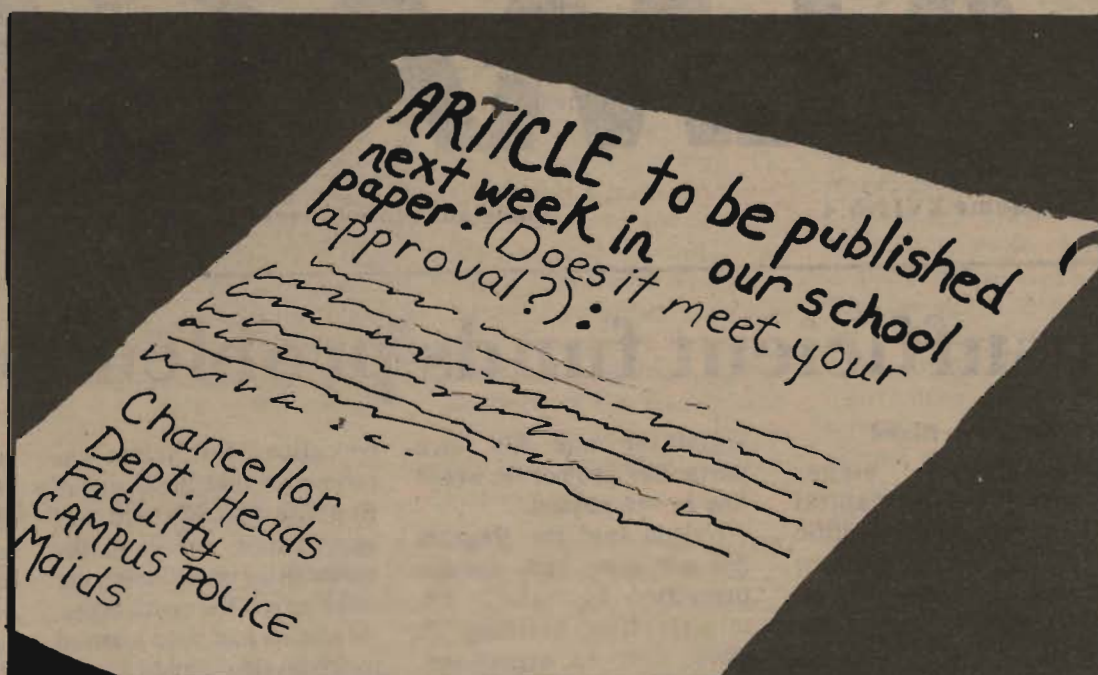 ARTICLE to be published
next week in our school
paper: (Does it meet your
approval?):
Chancellor
Dept. Heads
Faculty
CAMPUS POLICE
Maids